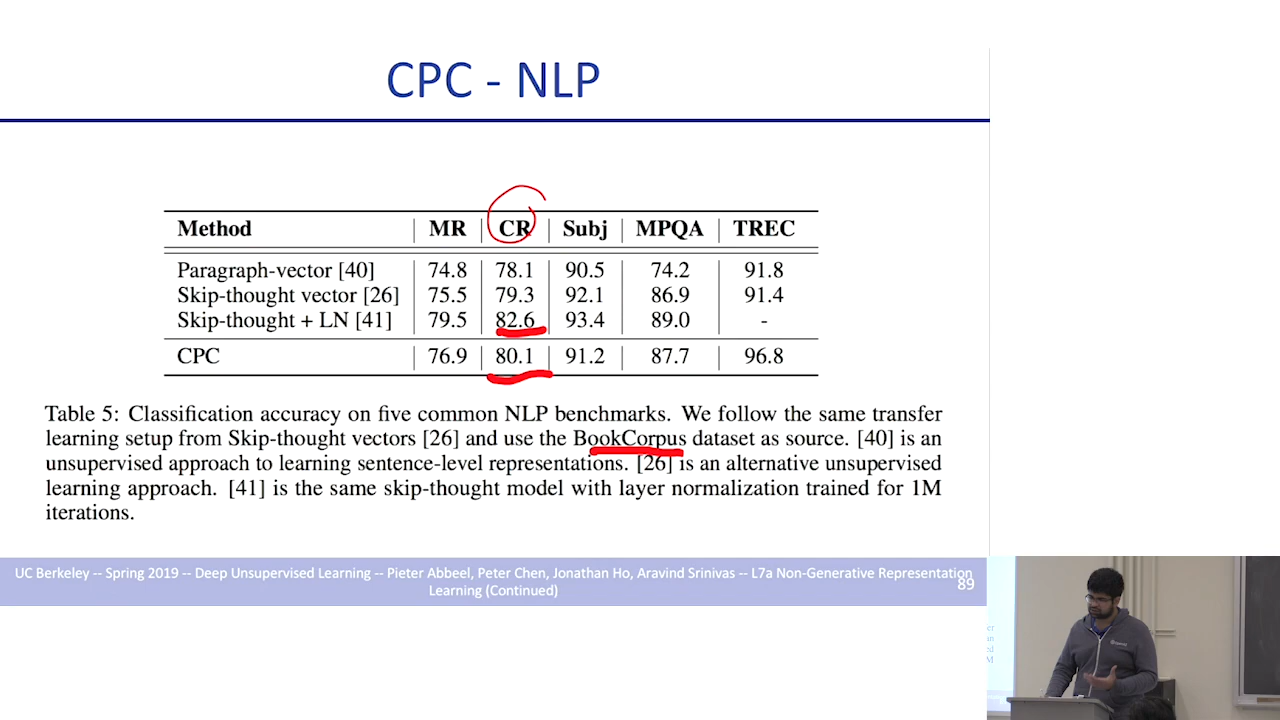 CPC - NLP
Method MR CR Subj MPQA TREC
Paragraph-vector [40] 74.8 78.1 90.5 74.2 91.8
Skip-thought vector [26] 75.5 79.3 92.1 86.9 91.4
Skip-thought + LN [41] 79.5 82.6 93.4 89.0 -
CPC 76.9 80.1 91.2 87.7 96.8
Table 5: Classification accuracy on five common NLP benchmarks. We follow the same transfer
learning setup from Skip-thought vectors [26] and use the BookCorpus dataset as source. [40] is an
unsupervised approach to learning sentence-level representations. [26] is an alternative unsupervised
learning approach. [41] is the same skip-thought model with layer normalization trained for 1M
iterations.
UC Berkeley -- Spring 2019 -- Deep Unsupervised Learning -- Pieter Abbeel, Peter Chen, Jonathan Ho, Aravind Srinivas -- L7a Non-Generative Representation
Learning (Continued)
89